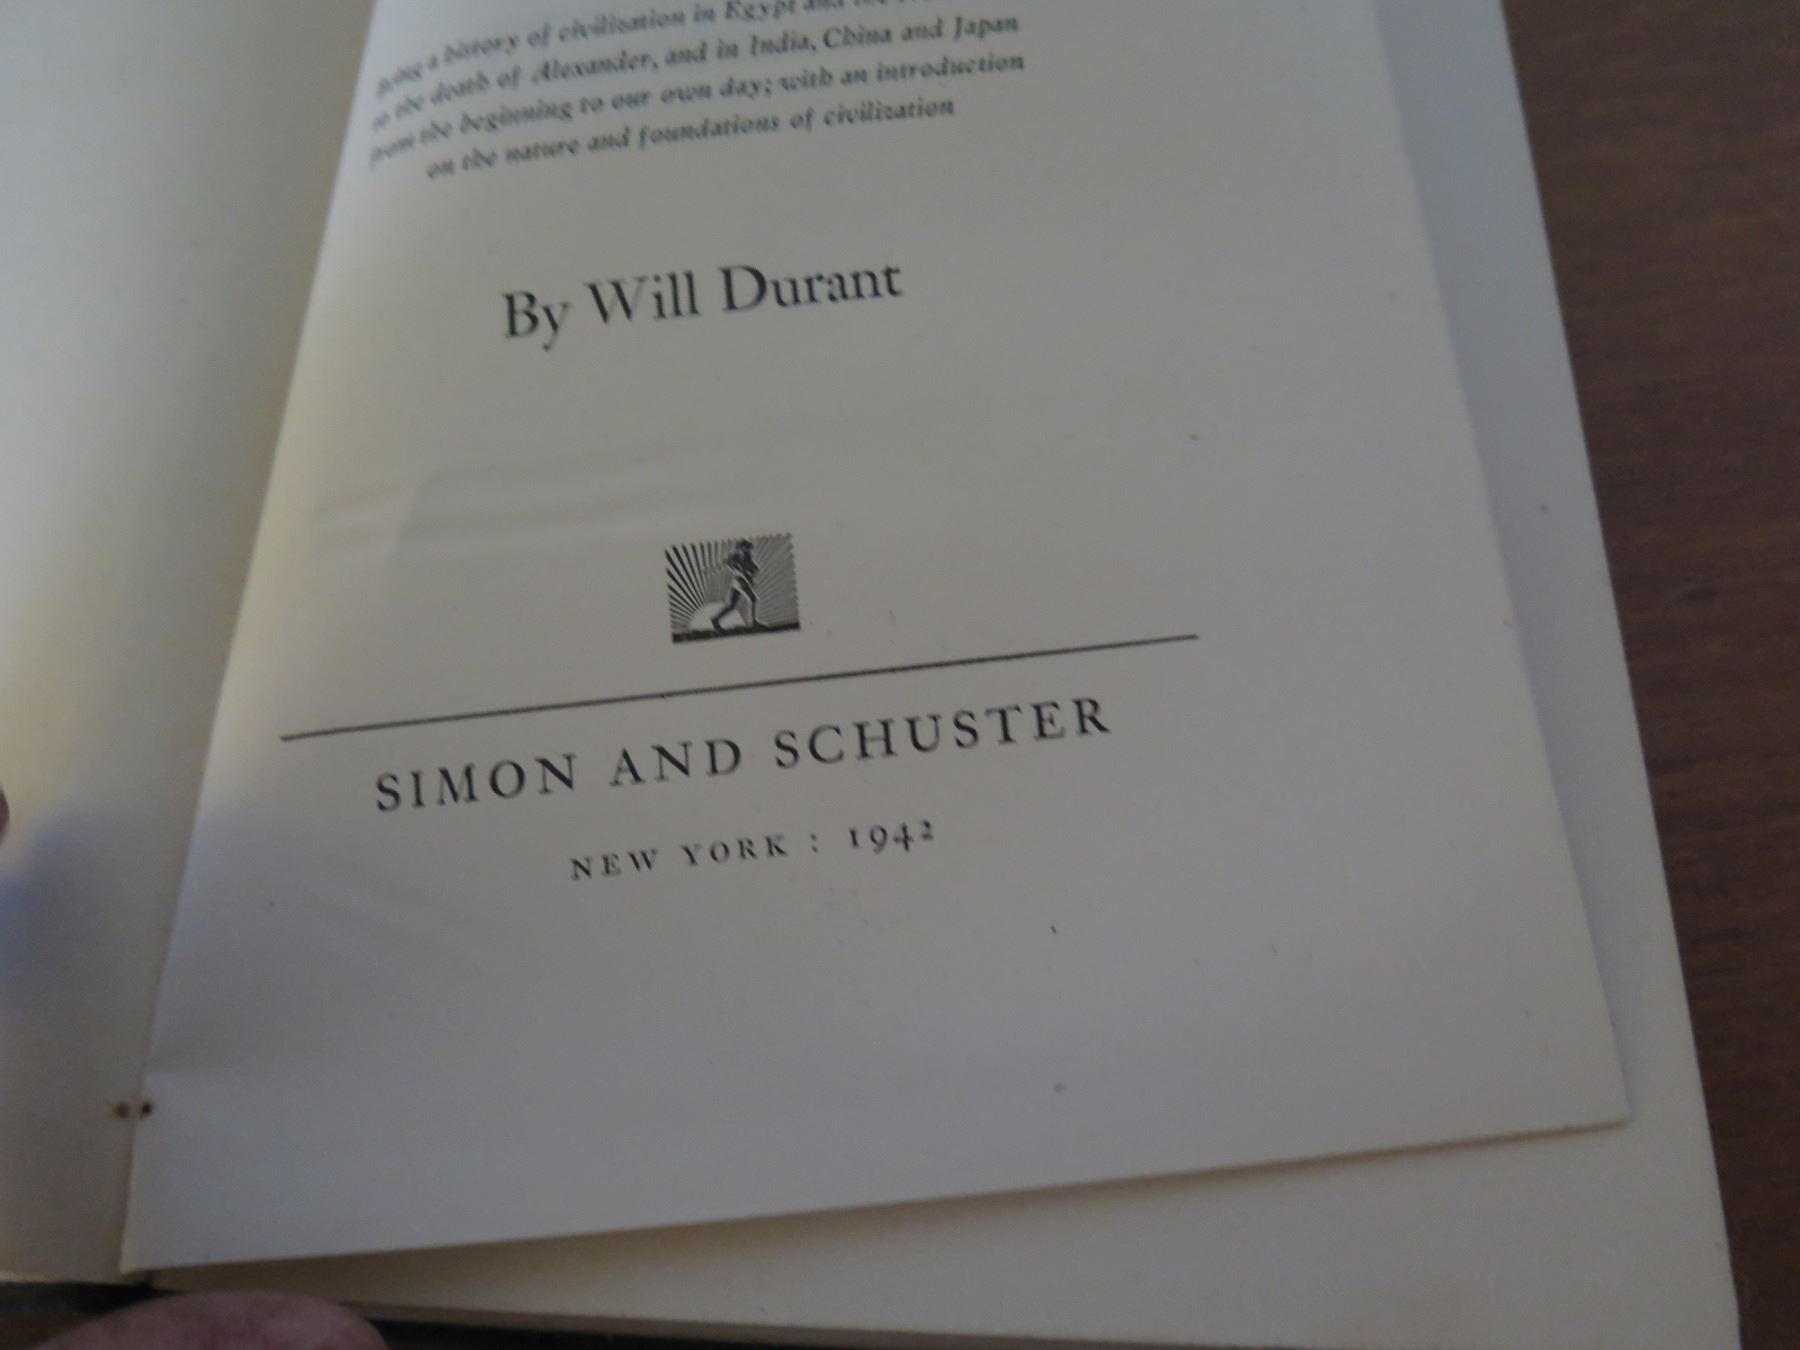 Being a history of civilization in Egypt and the
to the death of Alexander, and in India, China and Japan
from the beginning to our own day; with an introduction
on the nature and foundations of civilization
By Will Durant
SIMON AND SCHUSTER
NEW YORK : 1942